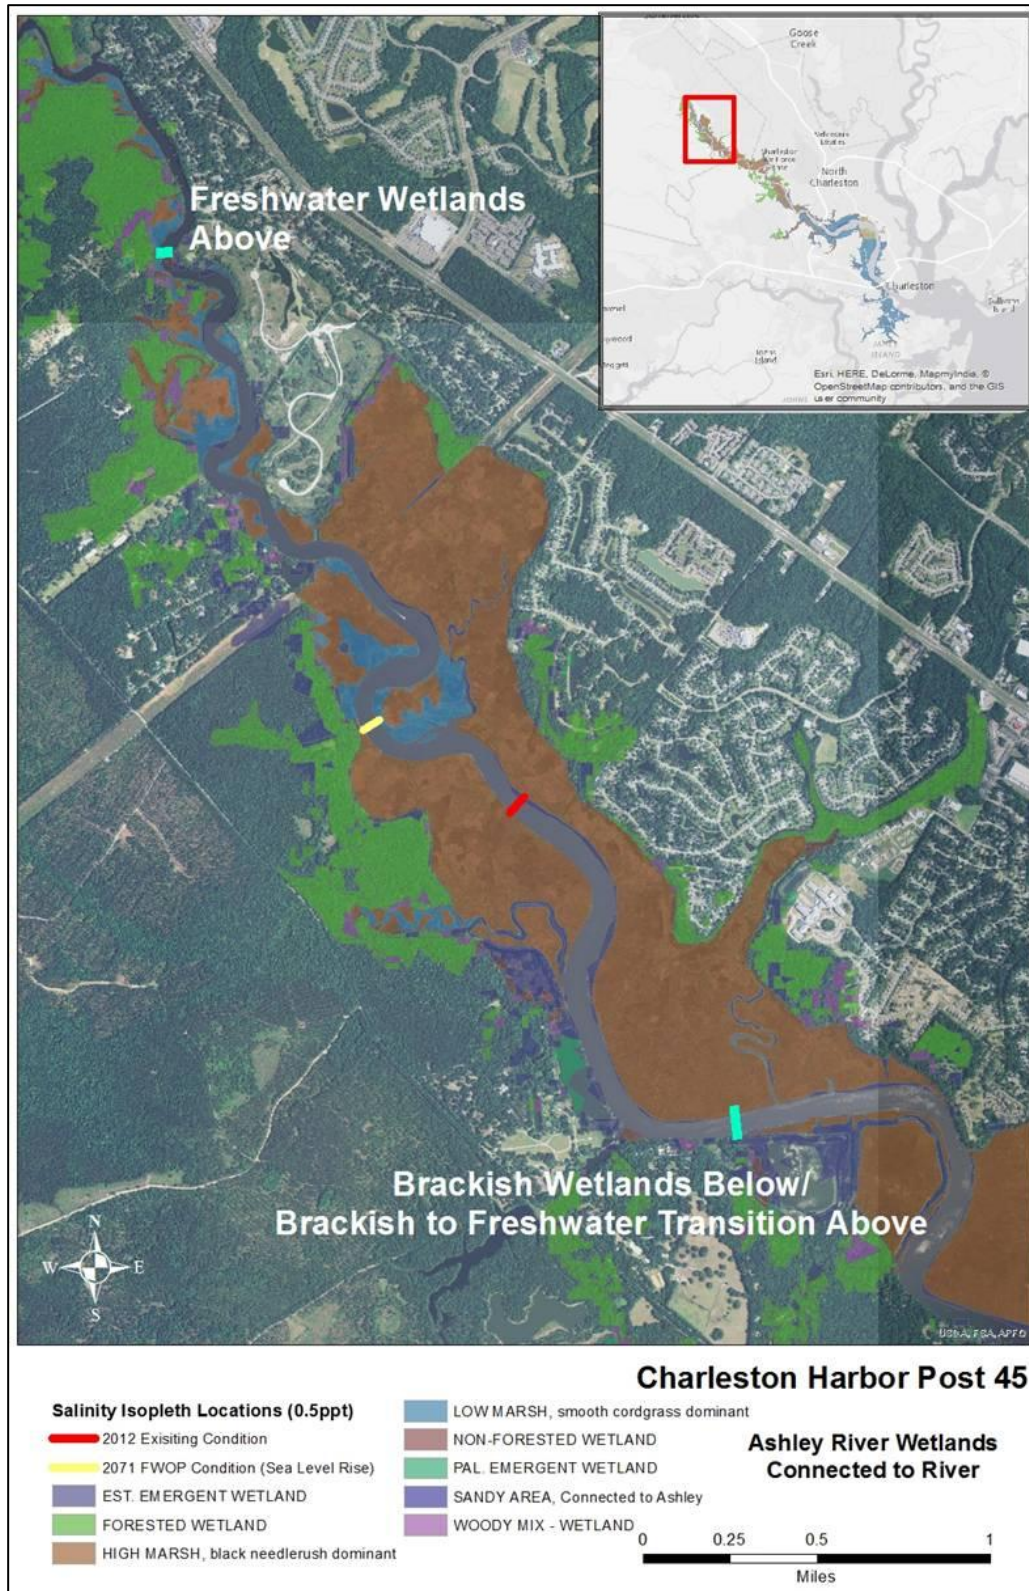 Goose
Creek
North
Charleston
Charleston
Esri, HERE, DeLorme, MapmyIndia, ©
OpenStreetMap contributors, and the GIS
user community
Freshwater Wetlands
Above
Brackish Wetlands Below/
Brackish to Freshwater Transition Above
N
W
E
S
USDA, FSA, APFO
Charleston Harbor Post 45
Salinity Isopleth Locations (0.5ppt)
2012 Exisiting Condition
2071 FWOP Condition (Sea Level Rise)
EST. EMERGENT WETLAND
FORESTED WETLAND
HIGH MARSH, black needlerush dominant
LOW MARSH, smooth cordgrass dominant
NON-FORESTED WETLAND
PAL. EMERGENT WETLAND
SANDY AREA, Connected to Ashley
WOODY MIX - WETLAND
Ashley River Wetlands
Connected to River
0 0.25 0.5 1
Miles